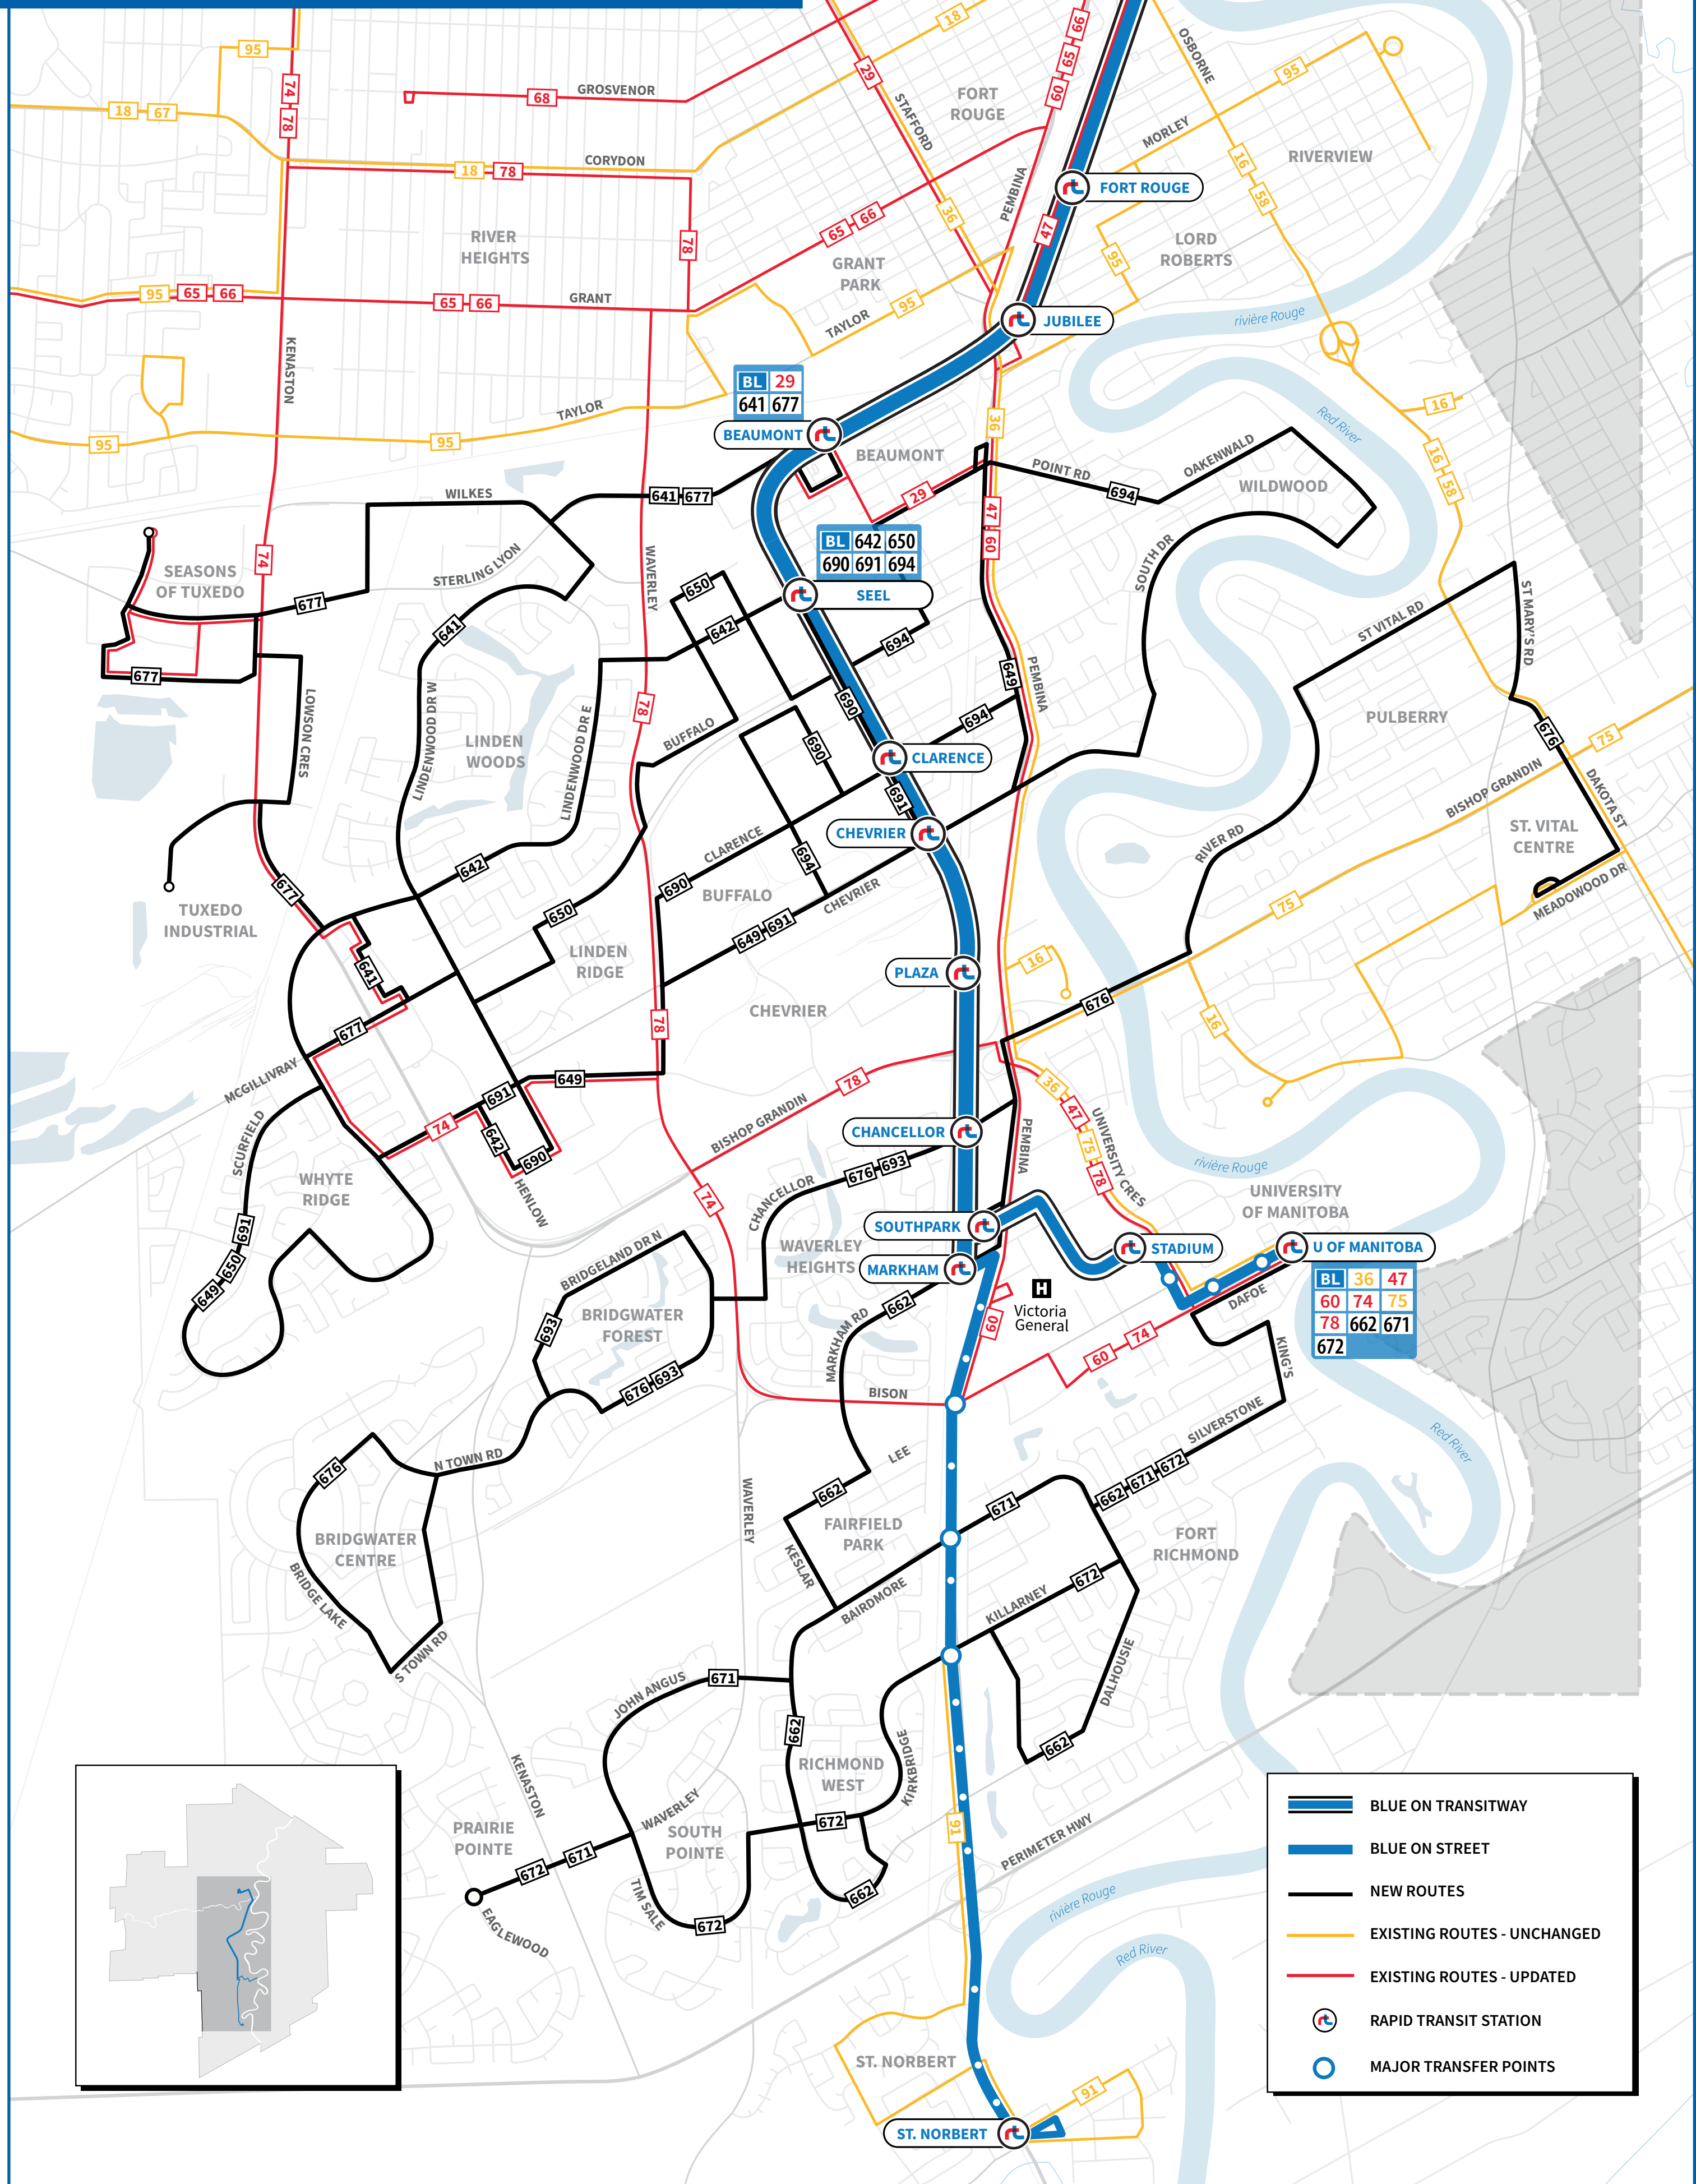 18
95
74
78
GROSVENOR
68
18
67
29
STAFFORD
FORT
ROUGE
66
65
60
OSBORNE
95
MORLEY
RIVERVIEW
CORYDON
18
78
16
58
FORT ROUGE
PEMBINA
36
65
66
47
RIVER
HEIGHTS
78
GRANT
PARK
LORD
ROBERTS
95
95
65
66
65
66
GRANT
TAYLOR
95
JUBILEE
rivière Rouge
KENASTON
BL
29
641
677
TAYLOR
95
95
BEAUMONT
BEAUMONT
36
16
Red River
16
58
WILKES
641
677
29
POINT RD
694
OAKENWALD
WILDWOOD
47
60
74
SEASONS
OF TUXEDO
STERLING LYON
677
641
WAVERLEY
650
642
BL
642
650
690
691
694
SEEL
694
SOUTH DR
ST VITAL RD
ST MARY'S RD
677
LOWSON CRES
LINDENWOOD DR W
LINDEN
WOODS
LINDENWOOD DR E
78
BUFFALO
690
690
694
649
PEMBINA
PULBERRY
676
75
CLARENCE
691
CHEVRIER
BISHOP GRANDIN
DAKOTA ST
ST. VITAL
CENTRE
MEADOWOOD DR
RIVER RD
CLARENCE
694
690
BUFFALO
CHEVRIER
642
677
TUXEDO
INDUSTRIAL
650
649
691
75
LINDEN
RIDGE
641
PLAZA
16
676
16
677
78
CHEVRIER
MCGILLIVRAY
649
691
74
642
690
HENLOW
78
BISHOP GRANDIN
36
47
75
78
UNIVERSITY CRES
CHANCELLOR
PEMBINA
rivière Rouge
SCURFIELD
WHYTE
RIDGE
691
650
649
74
CHANCELLOR
676
693
UNIVERSITY
OF MANITOBA
SOUTHPARK
WAVERLEY
HEIGHTS
MARKHAM
STADIUM
U OF MANITOBA
BRIDGELAND DR N
BRIDGWATER
FOREST
693
676
693
MARKHAM RD
662
60
H
Victoria
General
60
74
DAFOE
BL
36
47
60
74
75
78
662
671
672
KING'S
BISON
SILVERSTONE
Red River
N TOWN RD
676
LEE
662
662
671
672
WAVERLEY
BRIDGWATER
CENTRE
FAIRFIELD
PARK
671
FORT
RICHMOND
KESLAR
BRIDGE LAKE
BAIRDMORE
KILLARNEY
672
S TOWN RD
DALHOUSIE
JOHN ANGUS
671
662
662
KIRKBRIDGE
RICHMOND
WEST
KENASTON
PRAIRIE
POINTE
WAVERLEY
SOUTH
POINTE
672
91
672
671
PERIMETER HWY
TIM SALE
662
672
EAGLEWOOD
rivière Rouge
Red River
BLUE ON TRANSITWAY
BLUE ON STREET
NEW ROUTES
EXISTING ROUTES - UNCHANGED
EXISTING ROUTES - UPDATED
RAPID TRANSIT STATION
MAJOR TRANSFER POINTS
ST. NORBERT
91
ST. NORBERT